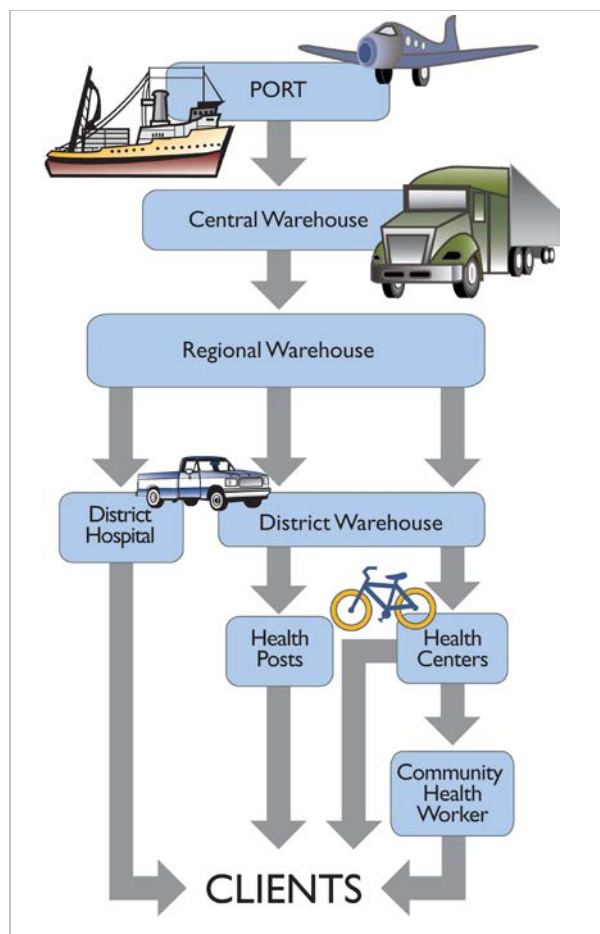 PORT
Central Warehouse
Regional Warehouse
District
Hospital
District Warehouse
Health
Posts
Health
Centers
Community
Health
Worker
CLIENTS